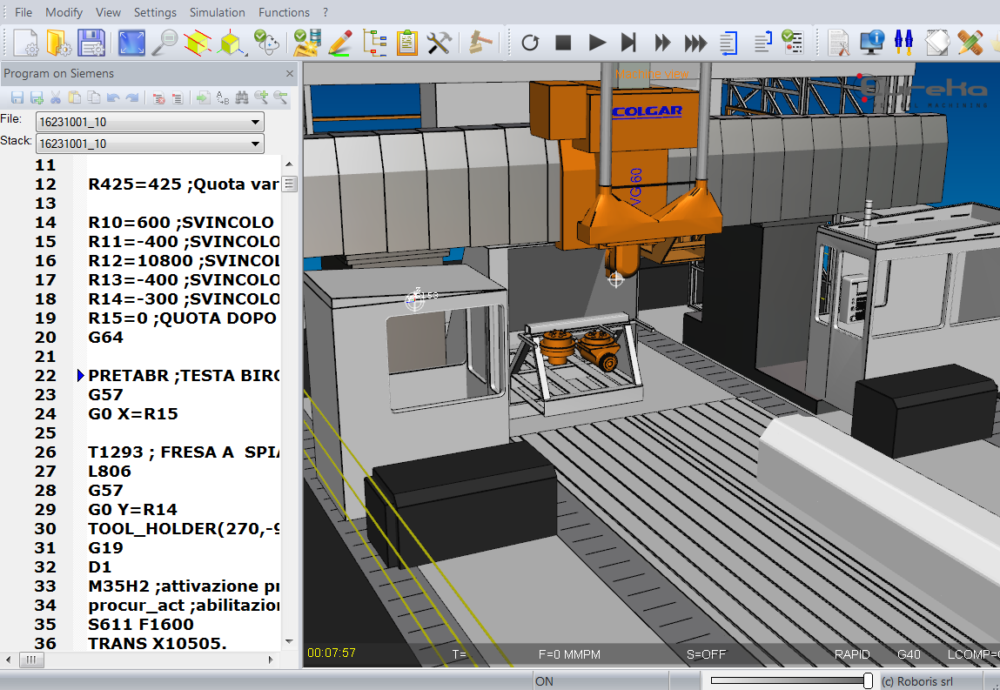 File Modify View Settings Simulation Functions ?
Program on Siemens
File: 16231001_10
Stack: 16231001_10
11
12 R425=425 ;Quota var
13
14 R10=600 ;SVINCOLO
15 R11=-400 ;SVINCOLO
16 R12=10800 ;SVINCOL
17 R13=-400 ;SVINCOLO
18 R14=-300 ;SVINCOLO
19 R15=0 ;QUOTA DOPO
20 G64
21
22 PRETABR ;TESTA BIRO
23 G57
24 G0 X=R15
25
26 T1293 ; FRESA A SPIA
27 L806
28 G57
29 G0 Y=R14
30 TOOL_HOLDER(270,-9
31 G19
32 D1
33 M35H2 ;attivazione pr
34 procur_act ;abilitazion
35 S611 F1600
36 TRANS X10505.
Machine view
EureKa
VIRTUAL MACHINING
COLGAR
VG 60
00:07:57 T= F=0 MMPM S=OFF RAPID G40 LCOMP=
ON
(c) Roboris srl